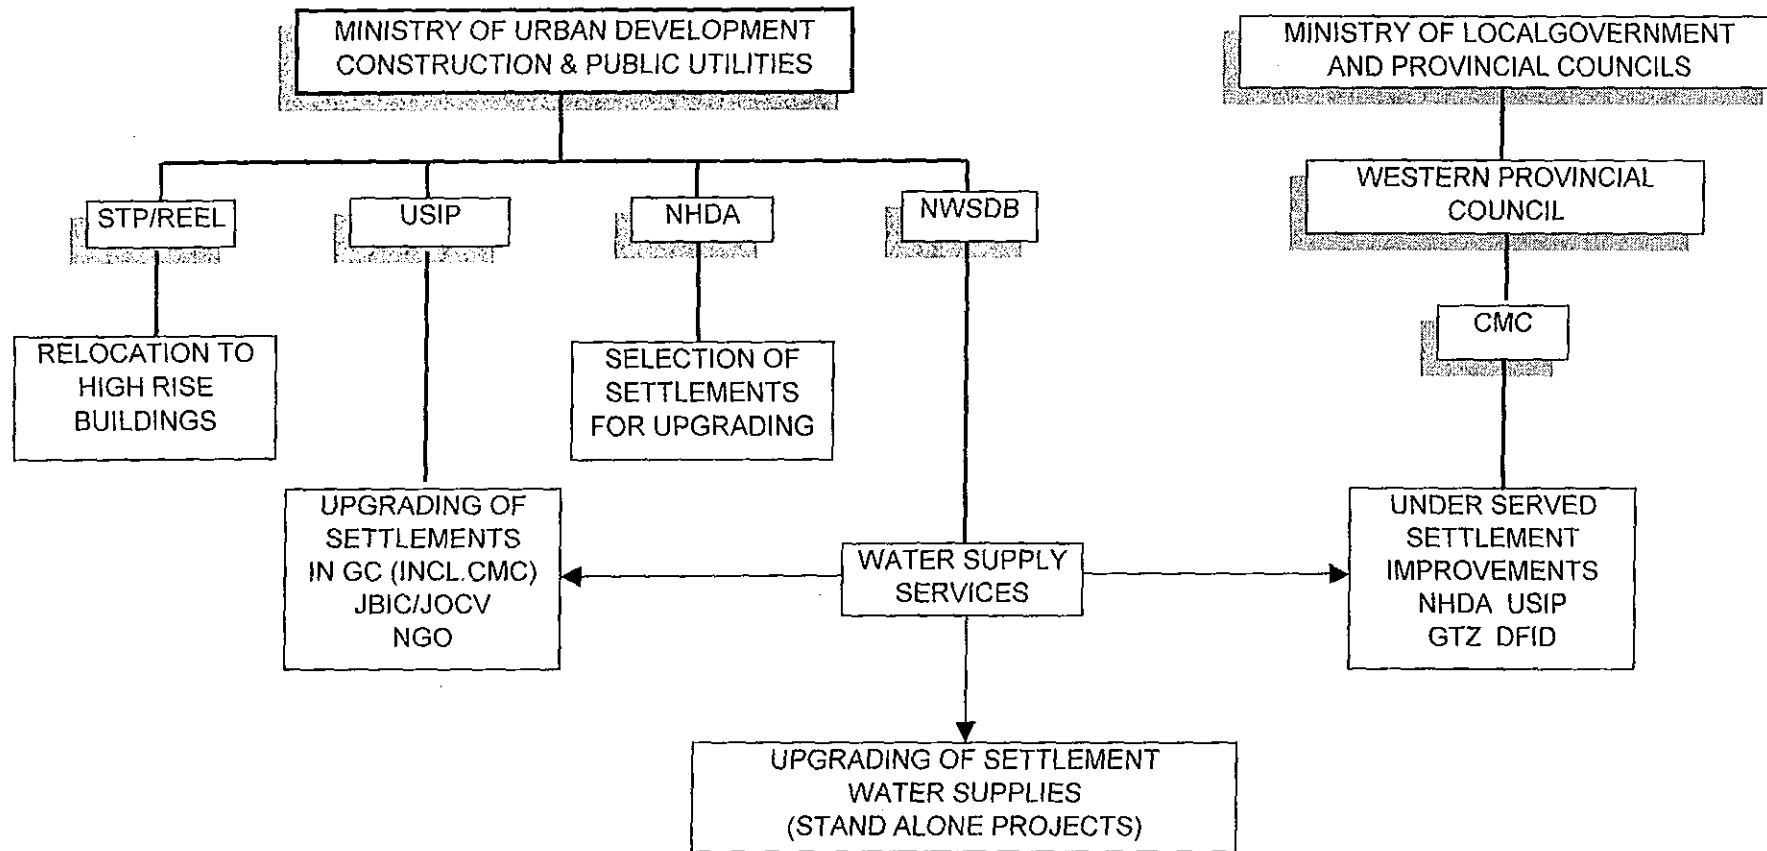 MINISTRY OF URBAN DEVELOPMENT
CONSTRUCTION & PUBLIC UTILITIES
MINISTRY OF LOCALGOVERNMENT
AND PROVINCIAL COUNCILS
STP/REEL
USIP
NHDA
NWSDB
WESTERN PROVINCIAL
COUNCIL
CMC
RELOCATION TO
HIGH RISE
BUILDINGS
SELECTION OF
SETTLEMENTS
FOR UPGRADING
UPGRADING OF
SETTLEMENTS
IN GC (INCL.CMC)
JBIC/JOCV
NGO
WATER SUPPLY
SERVICES
UNDER SERVED
SETTLEMENT
IMPROVEMENTS
NHDA USIP
GTZ DFID
UPGRADING OF SETTLEMENT
WATER SUPPLIES
(STAND ALONE PROJECTS)